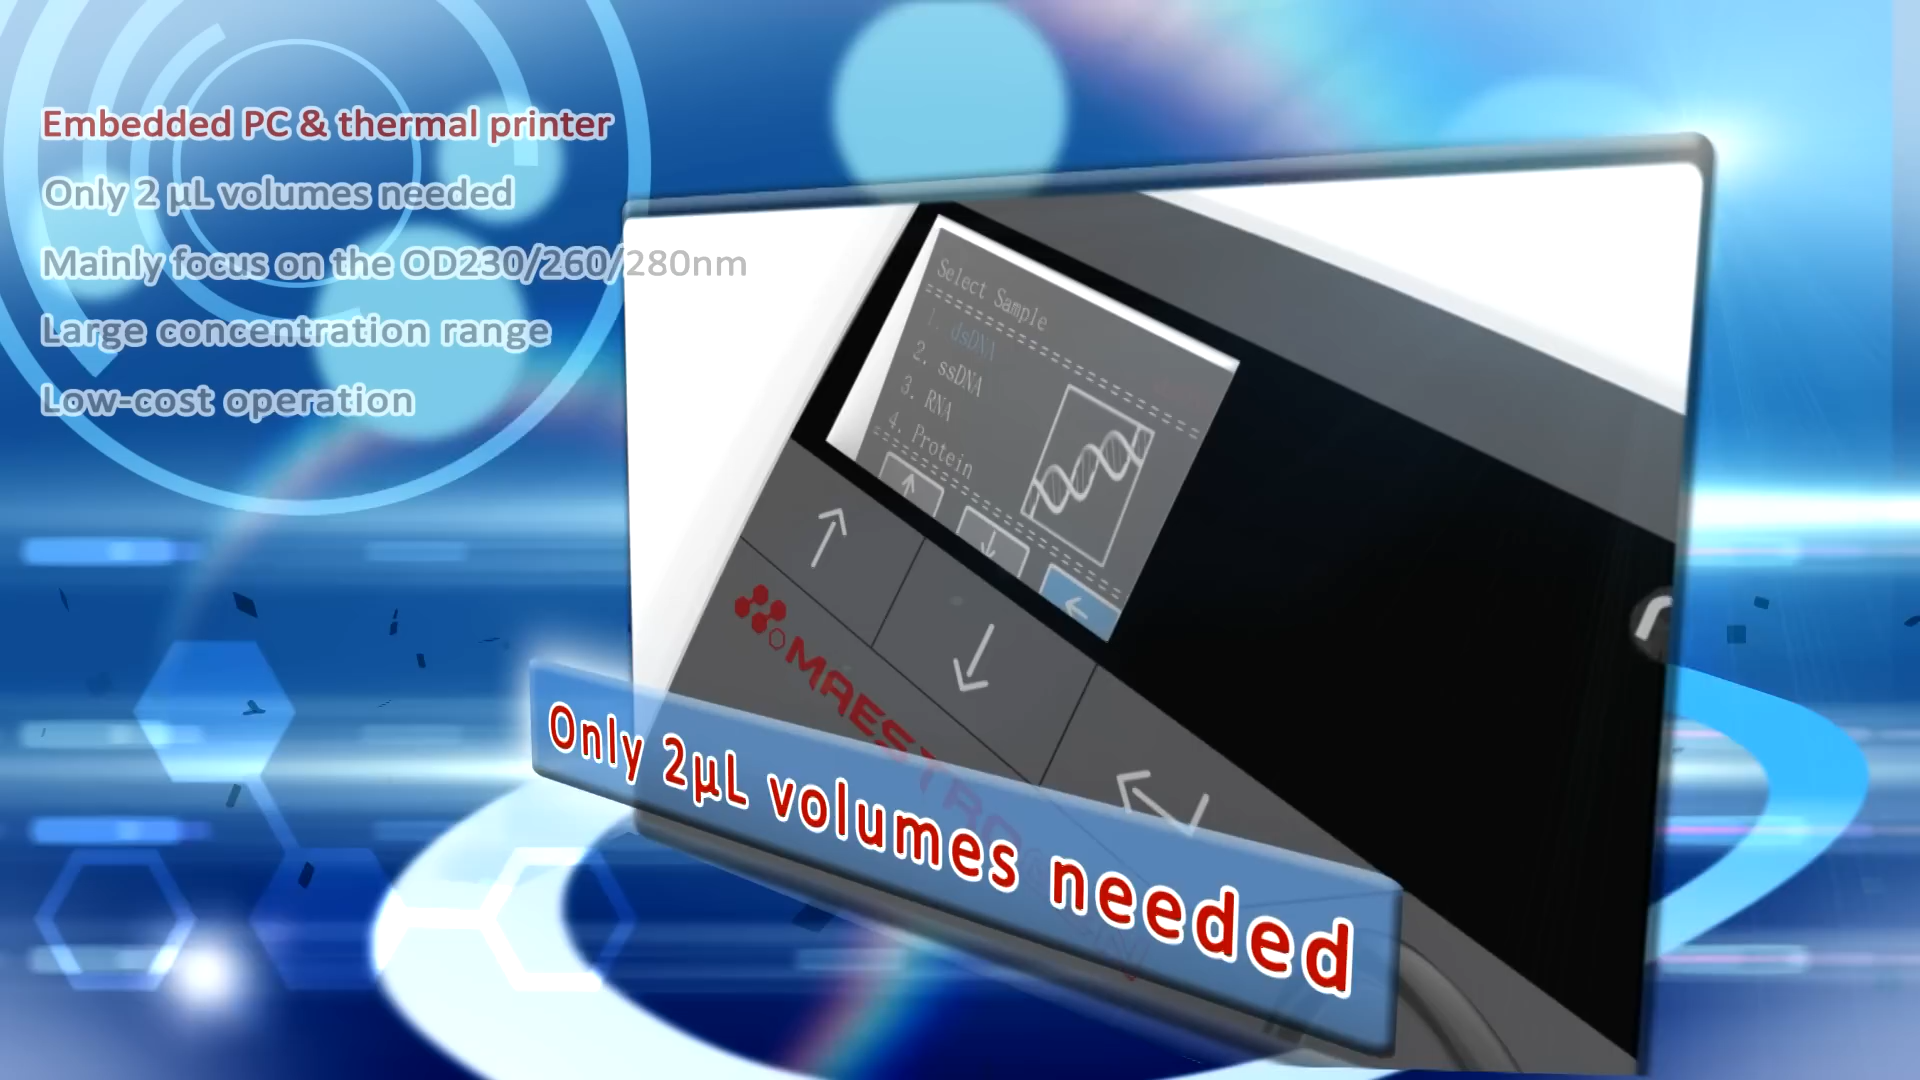 Embedded PC & thermal printer
Only 2 µL volumes needed
Mainly focus on the OD230/260/280nm
Large concentration range
Low-cost operation
Select Sample
1. dsDNA
2. ssDNA
3. RNA
4. Protein
MAESTRO
Only 2µL volumes needed